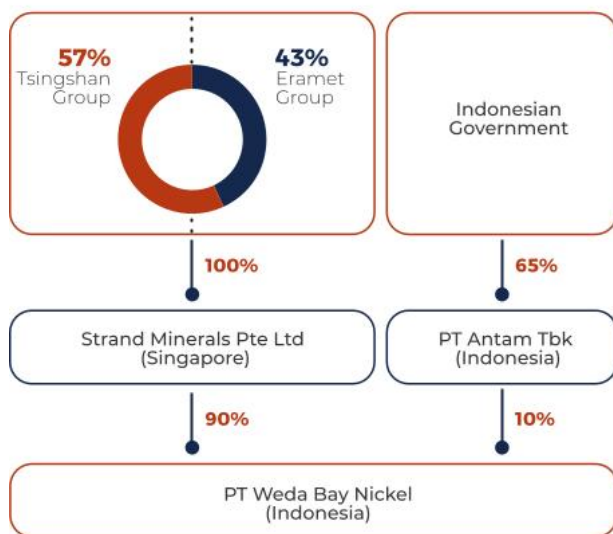 57%
Tsingshan
Group
43%
Eramet
Group
Indonesian
Government
100%
65%
Strand Minerals Pte Ltd
(Singapore)
PT Antam Tbk
(Indonesia)
90%
10%
PT Weda Bay Nickel
(Indonesia)